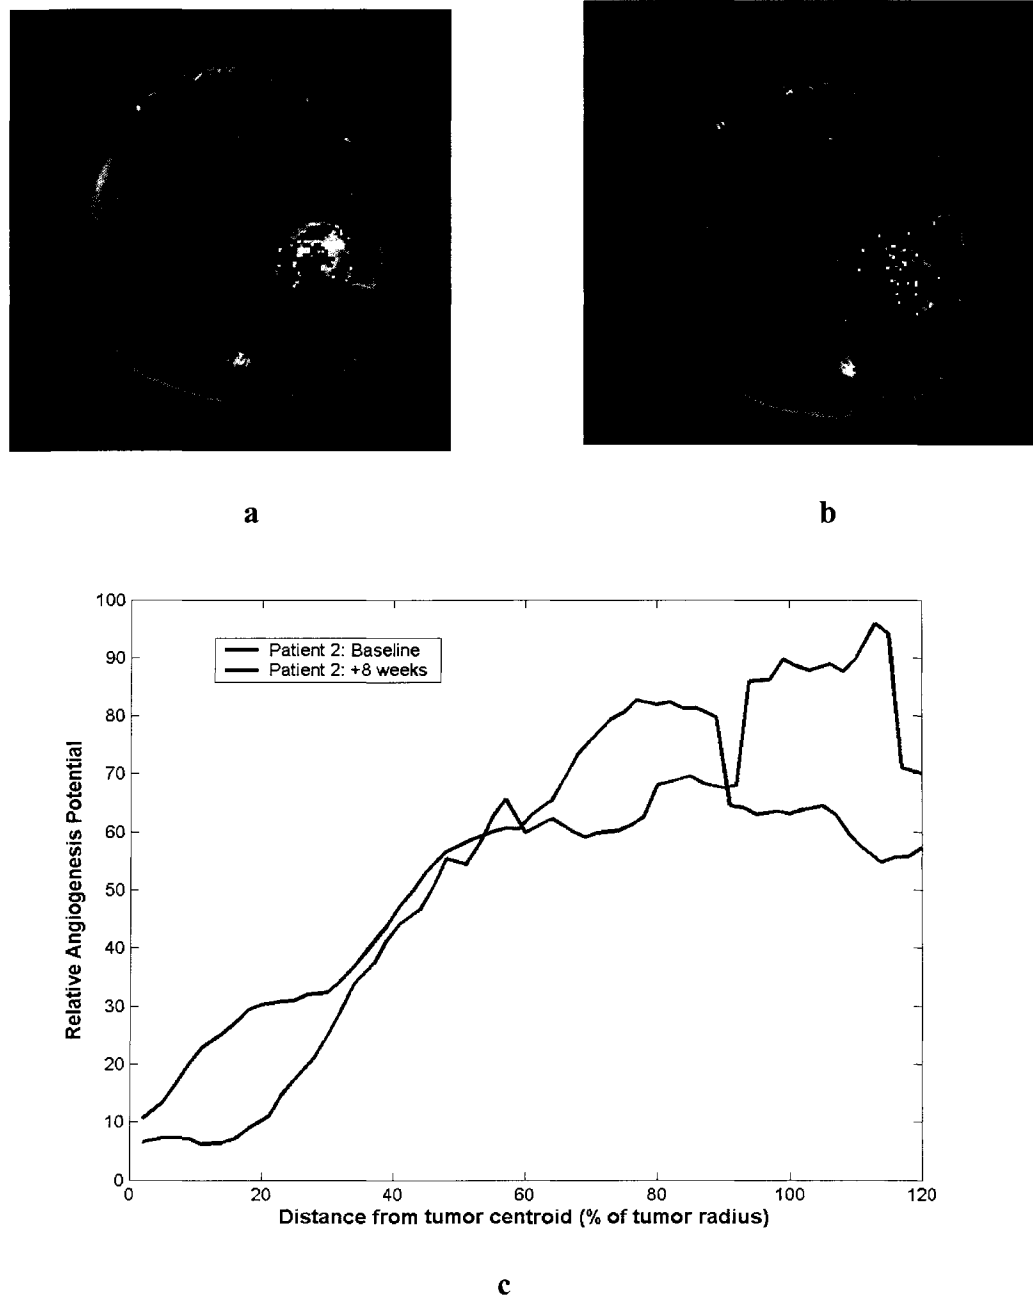 a
b
100
90
80
70
60
50
40
30
20
10
0
Relative Angiogenesis Potential
Patient 2: Baseline
Patient 2: +8 weeks
0 20 40 60 80 100 120
Distance from tumor centroid (% of tumor radius)
c